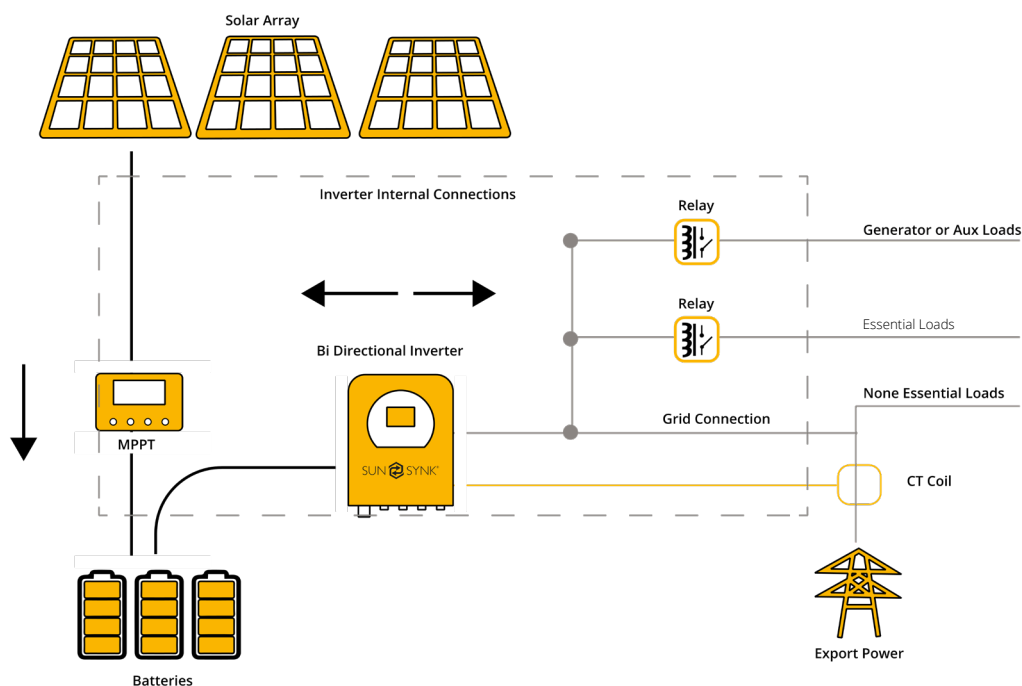 Solar Array
Inverter Internal Connections
Relay
Generator or Aux Loads
Relay
Essential Loads
Bi Directional Inverter
None Essential Loads
Grid Connection
MPPT
SUN SYNK
CT Coil
Export Power
Batteries